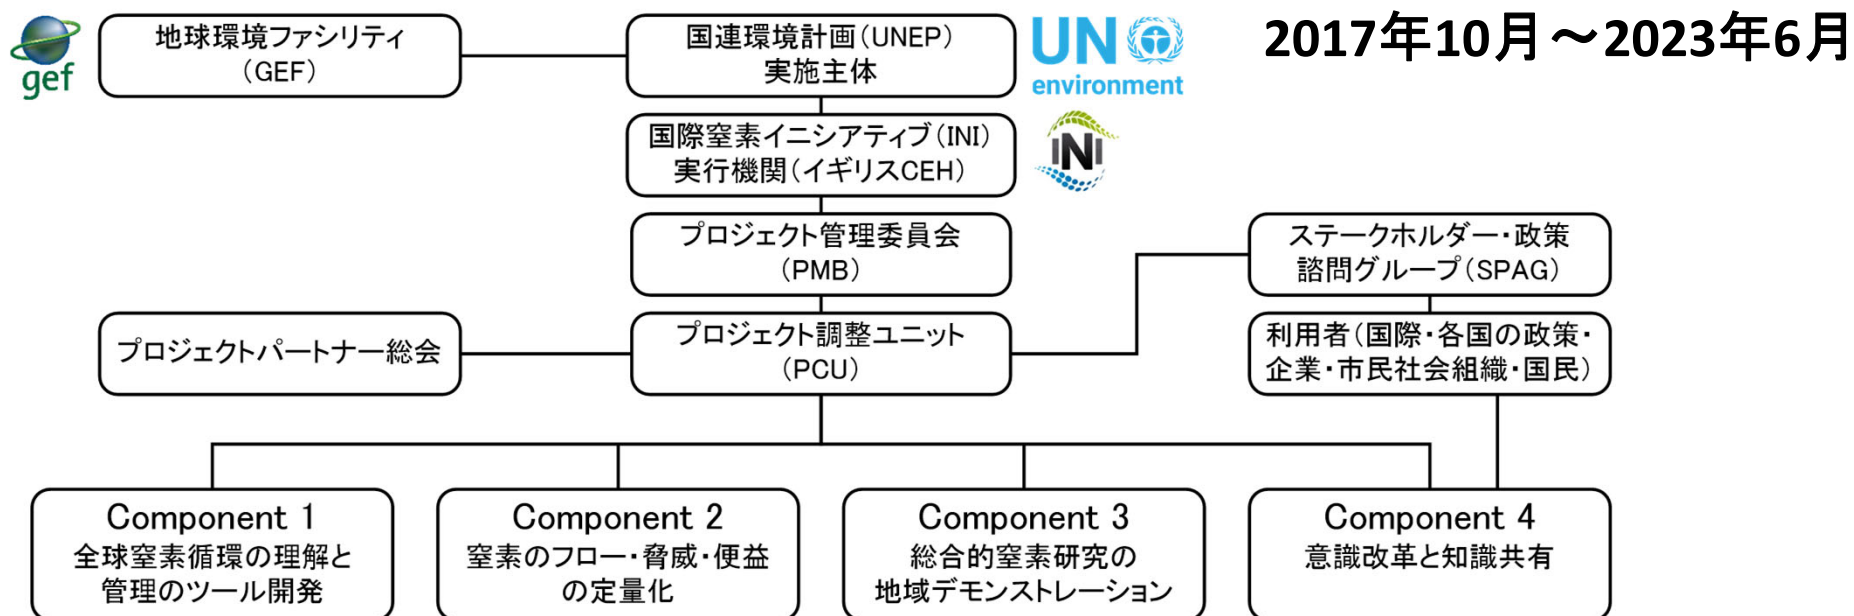 gef
地球環境ファシリティ
（GEF）
国連環境計画（UNEP）
実施主体
UN
environment
2017年10月～2023年6月
国際窒素イニシアティブ（INI）
実行機関（イギリスCEH）
INI
プロジェクト管理委員会
（PMB）
ステークホルダー・政策
諮問グループ（SPAG）
プロジェクトパートナー総会
プロジェクト調整ユニット
（PCU）
利用者（国際・各国の政策・
企業・市民社会組織・国民）
Component 1
全球窒素循環の理解と
管理のツール開発
Component 2
窒素のフロー・脅威・便益
の定量化
Component 3
総合的窒素研究の
地域デモンストレーション
Component 4
意識改革と知識共有